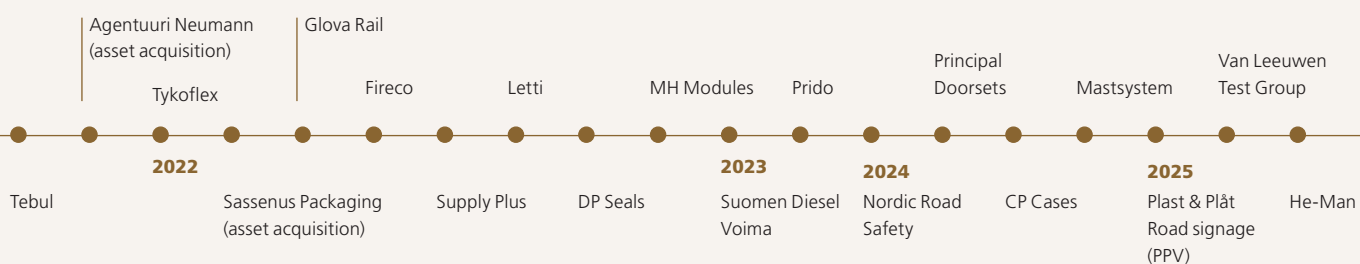 Agentuuri Neumann
(asset acquisition)
Glova Rail
Tykoflex
Fireco
Letti
MH Modules
Prido
Principal
Doorsets
Mastsystem
Van Leeuwen
Test Group
2022
2023
2024
2025
Tebul
Sassenus Packaging
(asset acquisition)
Supply Plus
DP Seals
Suomen Diesel
Voima
Nordic Road
Safety
CP Cases
Plast & Plåt
Road signage
(PPV)
He-Man